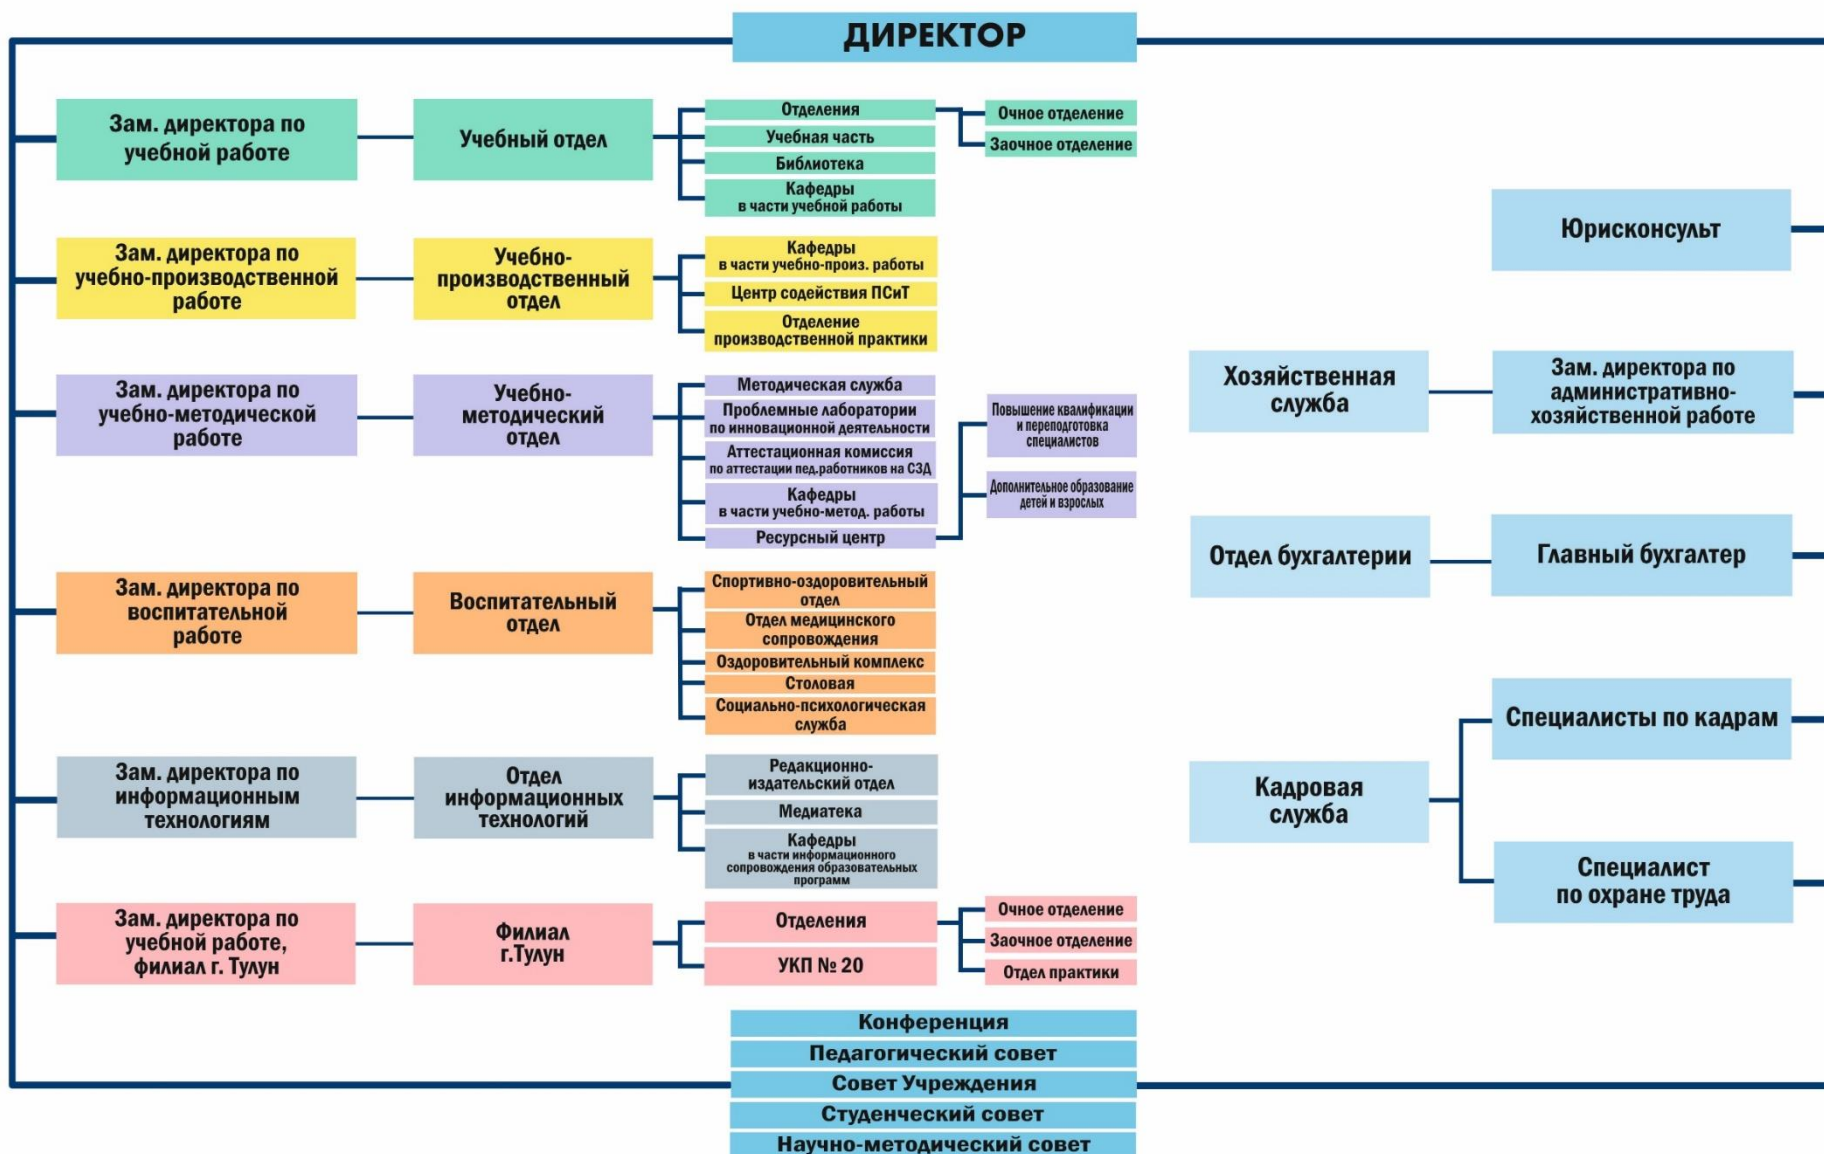 ДИРЕКТОР
Зам. директора по
учебной работе
Учебный отдел
Отделения
Учебная часть
Библиотека
Кафедры
в части учебной работы
Очное отделение
Заочное отделение
Зам. директора по
учебно-производственной
работе
Учебно-
производственный
отдел
Кафедры
в части учебно-произ. работы
Центр содействия ПСиТ
Отделение
производственной практики
Зам. директора по
учебно-методической
работе
Учебно-
методический
отдел
Методическая служба
Проблемные лаборатории
по инновационной деятельности
Аттестационная комиссия
по аттестации пед.работников на СЗД
Кафедры
в части учебно-метод. работы
Ресурсный центр
Повышение квалификации
и переподготовка
специалистов
Дополнительное образование
детей и взрослых
Зам. директора по
воспитательной
работе
Воспитательный
отдел
Спортивно-оздоровительный
отдел
Отдел медицинского
сопровождения
Оздоровительный комплекс
Столовая
Социально-психологическая
служба
Зам. директора по
информационным
технологиям
Отдел
информационных
технологий
Редакционно-
издательский отдел
Медиатека
Кафедры
в части информационного
сопровождения образовательных
программ
Зам. директора по
учебной работе,
филиал г. Тулун
Филиал
г.Тулун
Отделения
УКП № 20
Очное отделение
Заочное отделение
Отдел практики
Юрисконсульт
Хозяйственная
служба
Зам. директора по
административно-
хозяйственной работе
Отдел бухгалтерии
Главный бухгалтер
Кадровая
служба
Специалисты по кадрам
Специалист
по охране труда
Конференция
Педагогический совет
Совет Учреждения
Студенческий совет
Научно-методический совет